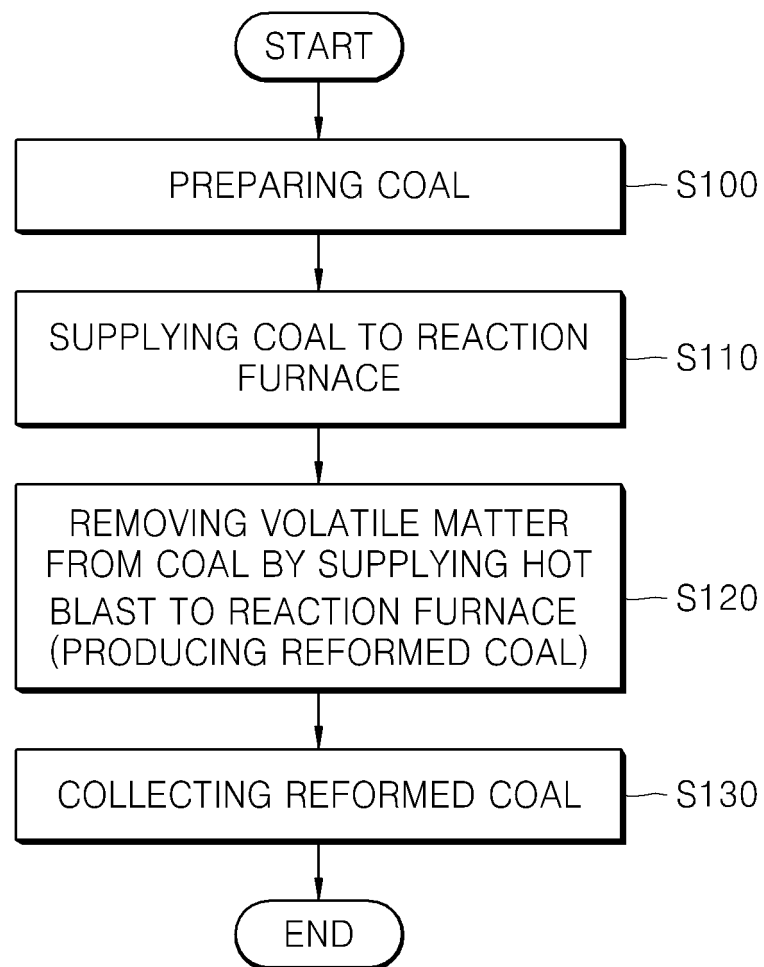 START
PREPARING COAL
S100
SUPPLYING COAL TO REACTION
FURNACE
S110
REMOVING VOLATILE MATTER
FROM COAL BY SUPPLYING HOT
BLAST TO REACTION FURNACE
(PRODUCING REFORMED COAL)
S120
COLLECTING REFORMED COAL
S130
END